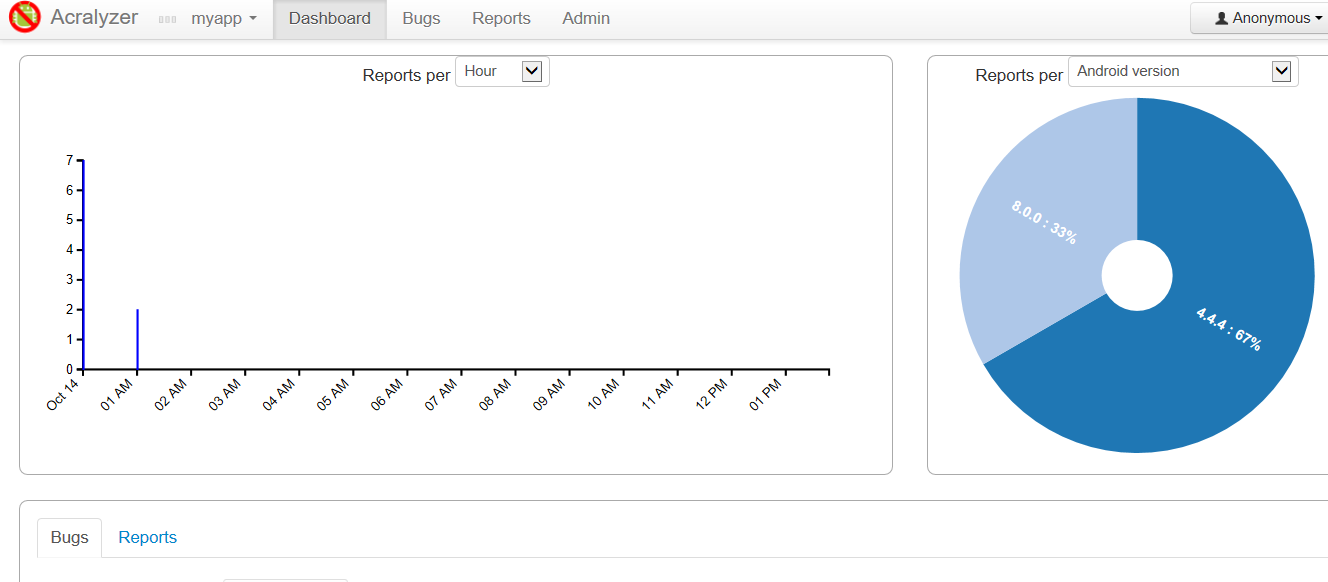 Acralyzer myapp Dashboard Bugs Reports Admin Anonymous
Reports per Hour
7
6
5
4
3
2
1
0
Oct 14 01 AM 02 AM 03 AM 04 AM 05 AM 06 AM 07 AM 08 AM 09 AM 10 AM 11 AM 12 PM 01 PM
Reports per Android version
8.0.0 : 33%
4.4.4 : 67%
Bugs Reports